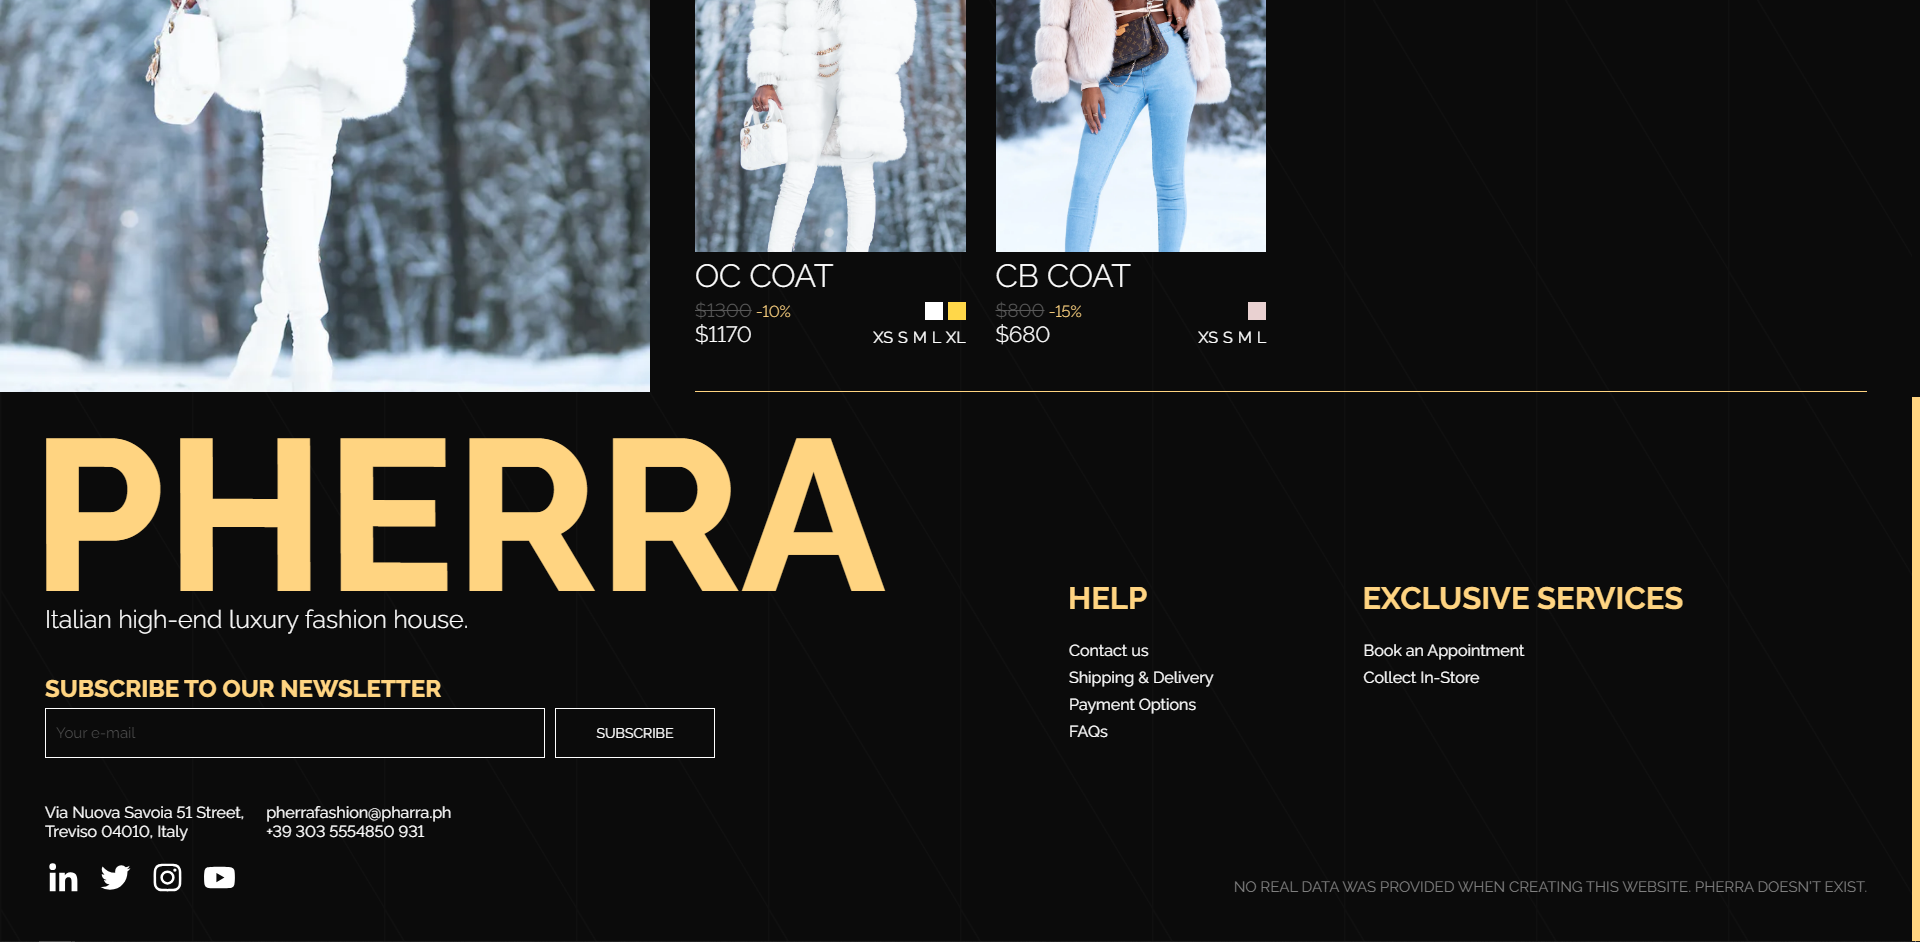 OC COAT
$1300 -10%
$1170
XS S M L XL
CB COAT
$800 -15%
$680
XS S M L
PHERRA
Italian high-end luxury fashion house.
SUBSCRIBE TO OUR NEWSLETTER
Your e-mail
SUBSCRIBE
Via Nuova Savoia 51 Street,
Treviso 04010, Italy
pherrafashion@pharra.ph
+39 303 5554850 931
HELP
Contact us
Shipping & Delivery
Payment Options
FAQs
EXCLUSIVE SERVICES
Book an Appointment
Collect In-Store
NO REAL DATA WAS PROVIDED WHEN CREATING THIS WEBSITE. PHERRA DOESN'T EXIST.